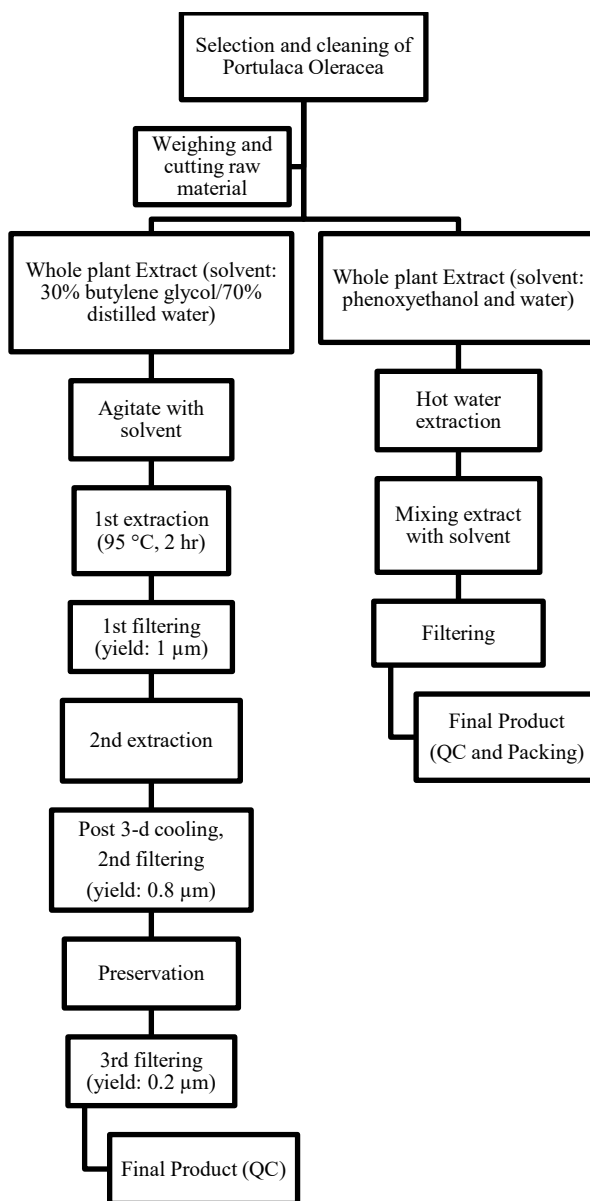 Selection and cleaning of
Portulaca Oleracea
Weighing and
cutting raw
material
Whole plant Extract (solvent:
30% butylene glycol/70%
distilled water)
Agitate with
solvent
1st extraction
(95 °C, 2 hr)
1st filtering
(yield: 1 µm)
2nd extraction
Post 3-d cooling,
2nd filtering
(yield: 0.8 µm)
Preservation
3rd filtering
(yield: 0.2 µm)
Final Product (QC)
Whole plant Extract (solvent:
phenoxyethanol and water)
Hot water
extraction
Mixing extract
with solvent
Filtering
Final Product
(QC and Packing)